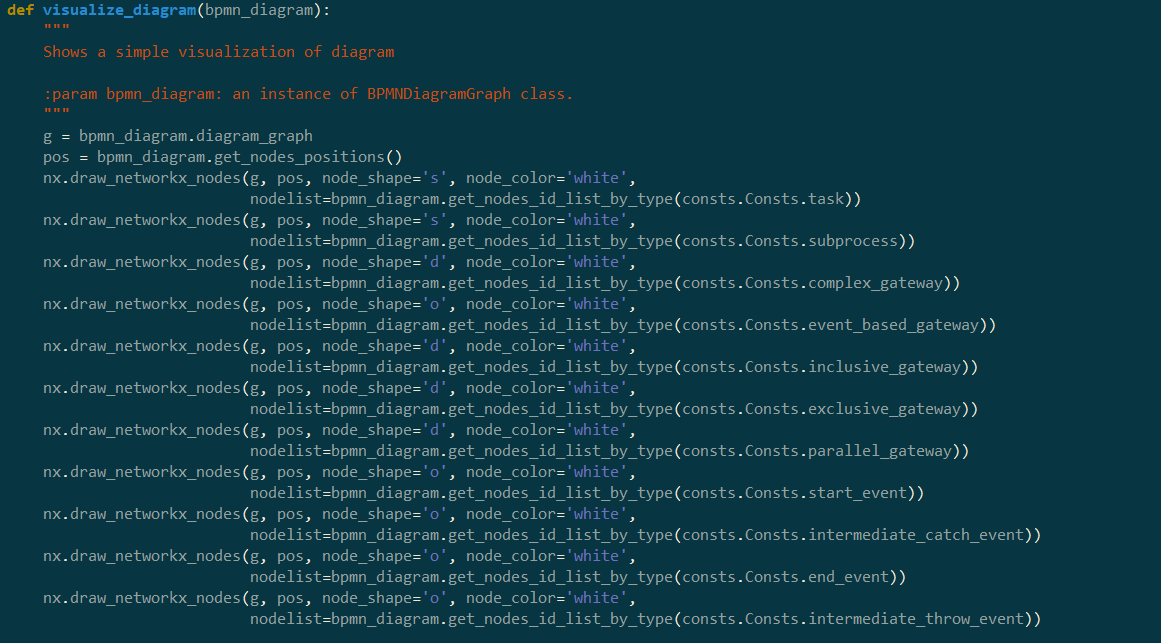 def visualize_diagram(bpmn_diagram):
    """
    Shows a simple visualization of diagram

    :param bpmn_diagram: an instance of BPMNDiagramGraph class.
    """
    g = bpmn_diagram.diagram_graph
    pos = bpmn_diagram.get_nodes_positions()
    nx.draw_networkx_nodes(g, pos, node_shape='s', node_color='white',
                           nodelist=bpmn_diagram.get_nodes_id_list_by_type(consts.Consts.task))
    nx.draw_networkx_nodes(g, pos, node_shape='s', node_color='white',
                           nodelist=bpmn_diagram.get_nodes_id_list_by_type(consts.Consts.subprocess))
    nx.draw_networkx_nodes(g, pos, node_shape='d', node_color='white',
                           nodelist=bpmn_diagram.get_nodes_id_list_by_type(consts.Consts.complex_gateway))
    nx.draw_networkx_nodes(g, pos, node_shape='o', node_color='white',
                           nodelist=bpmn_diagram.get_nodes_id_list_by_type(consts.Consts.event_based_gateway))
    nx.draw_networkx_nodes(g, pos, node_shape='d', node_color='white',
                           nodelist=bpmn_diagram.get_nodes_id_list_by_type(consts.Consts.inclusive_gateway))
    nx.draw_networkx_nodes(g, pos, node_shape='d', node_color='white',
                           nodelist=bpmn_diagram.get_nodes_id_list_by_type(consts.Consts.exclusive_gateway))
    nx.draw_networkx_nodes(g, pos, node_shape='d', node_color='white',
                           nodelist=bpmn_diagram.get_nodes_id_list_by_type(consts.Consts.parallel_gateway))
    nx.draw_networkx_nodes(g, pos, node_shape='o', node_color='white',
                           nodelist=bpmn_diagram.get_nodes_id_list_by_type(consts.Consts.start_event))
    nx.draw_networkx_nodes(g, pos, node_shape='o', node_color='white',
                           nodelist=bpmn_diagram.get_nodes_id_list_by_type(consts.Consts.intermediate_catch_event))
    nx.draw_networkx_nodes(g, pos, node_shape='o', node_color='white',
                           nodelist=bpmn_diagram.get_nodes_id_list_by_type(consts.Consts.end_event))
    nx.draw_networkx_nodes(g, pos, node_shape='o', node_color='white',
                           nodelist=bpmn_diagram.get_nodes_id_list_by_type(consts.Consts.intermediate_throw_event))